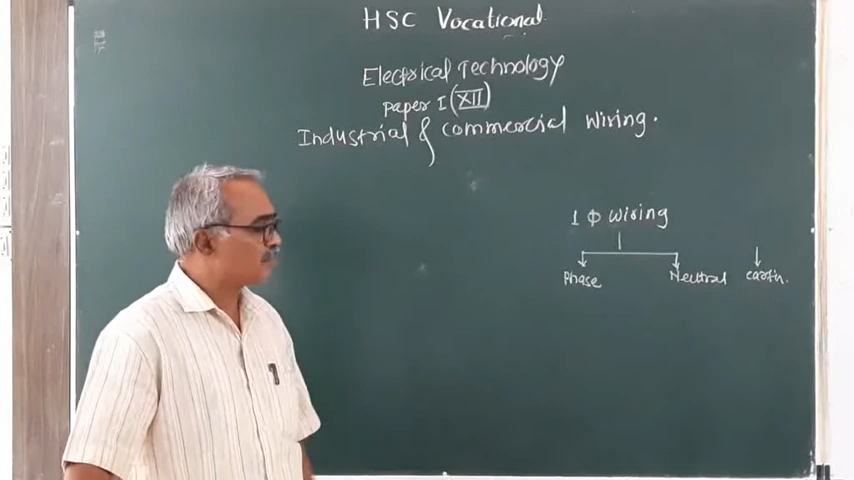 HSC Vocational
Electrical Technology
paper I (XII)
Industrial & commercial wiring.
1 Φ wiring
Phase Neutral earth.